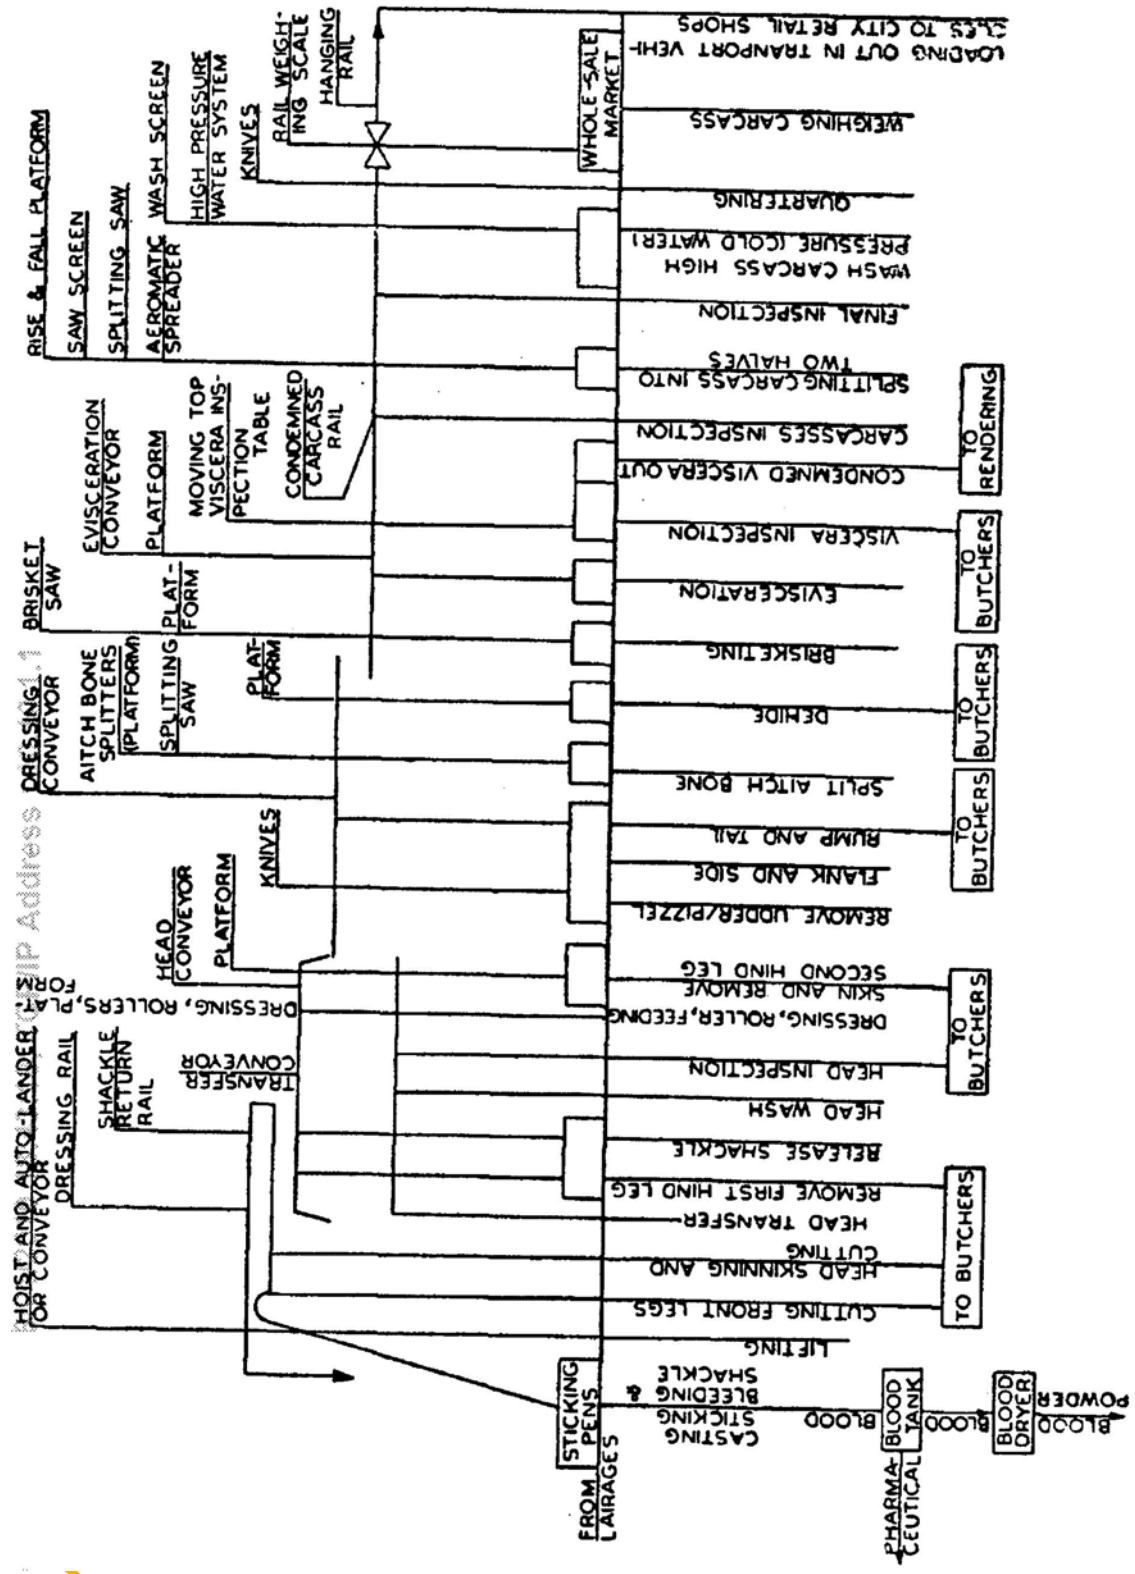 RISE & FALL PLATFORM
SAW SCREEN
SPLITTING SAW
AEROMATIC
SPREADER
WASH SCREEN
HIGH PRESSURE
WATER SYSTEM
KNIVES
RAIL WEIGH-
ING SCALE
HANGING
RAIL
EVISCERATION
CONVEYOR
PLATFORM
MOVING TOP
VISCERA INS-
PECTION
TABLE
CONDEMNED
CARCASS
RAIL
BRISKET
SAW
PLAT-
FORM
DRESSING
CONVEYOR
AITCH BONE
SPLITTERS
(PLATFORM)
SPLITTING
SAW
PLAT-
FORM
KNIVES
HEAD
CONVEYOR
PLATFORM
DRESSING, ROLLERS, PLAT-
FORM
TRANSFER
CONVEYOR
SHACKLE
RETURN
RAIL
DRESSING RAIL
HOIST AND AUTO-LANDER
OR CONVEYOR
IP Address
1.1
WHOLE-SALE
MARKET
STICKING
PENS
FROM
LAIRAGES
LOADING OUT IN TRANPORT VEHI-
CLES TO CITY RETAIL SHOPS
WEIGHING CARCASS
QUARTERING
WASH CARCASS HIGH
PRESSURE (COLD WATER)
FINAL INSPECTION
SPLITTING CARCASS INTO
TWO HALVES
CARCASSES INSPECTION
CONDEMNED VISCERA OUT
VISCERA INSPECTION
EVISCERATION
BRISKETING
DEHIDE
SPLIT AITCH BONE
RUMP AND TAIL
FLANK AND SIDE
REMOVE UDDER/PIZZEL
SKIN AND REMOVE
SECOND HIND LEG
DRESSING, ROLLER, FEEDING
HEAD INSPECTION
HEAD WASH
RELEASE SHACKLE
REMOVE FIRST HIND LEG
HEAD TRANSFER
HEAD SKINNING AND
CUTTING
CUTTING FRONT LEGS
LIFTING
CASTING
STICKING
BLEEDING &
SHACKLE
BLOOD
TO
RENDERING
TO
BUTCHERS
TO
BUTCHERS
TO
BUTCHERS
TO
BUTCHERS
TO BUTCHERS
BLOOD
TANK
PHARMA-
CEUTICAL
BLOOD
BLOOD
DRYER
BLOOD
POWDER